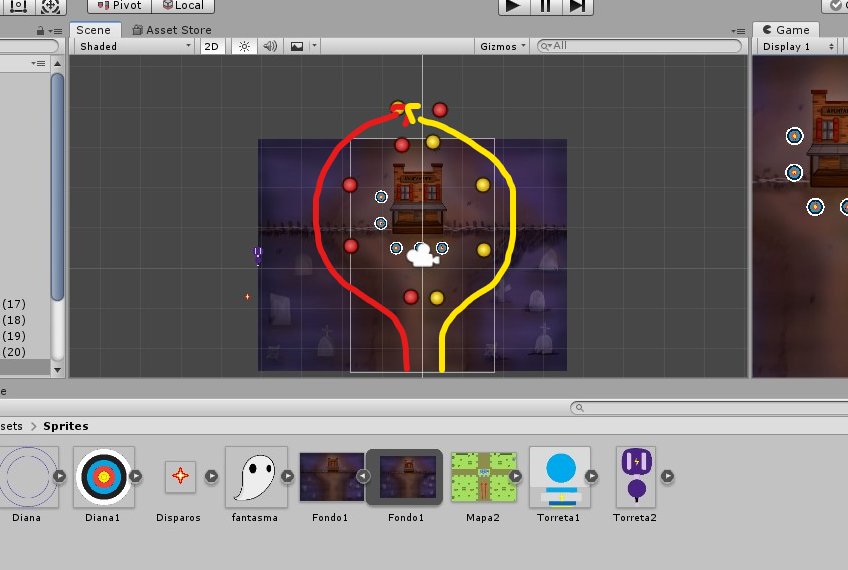 Pivot Local
Scene Asset Store Game
Shaded 2D Gizmos All Display 1
(17)
(18)
(19)
(20)
e
sets > Sprites
Diana Diana1 Disparos fantasma Fondo1 Fondo1 Mapa2 Torreta1 Torreta2